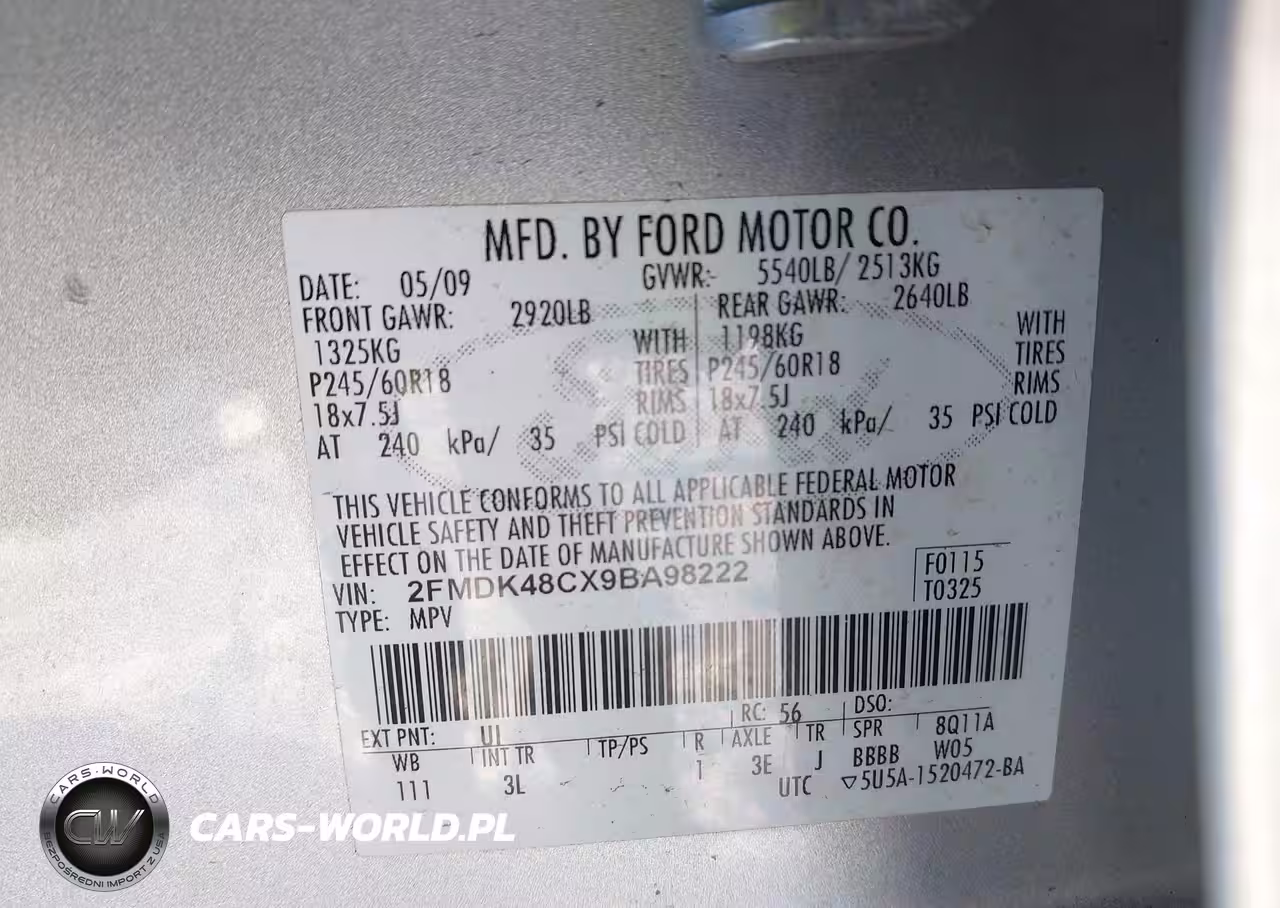 MFD. BY FORD MOTOR CO.
DATE: 05/09 GVWR: 5540LB/ 2513KG
FRONT GAWR: 2920LB REAR GAWR: 2640LB
1325KG WITH 1198KG WITH
P245/60R18 TIRES P245/60R18 TIRES
18x7.5J RIMS 18x7.5J RIMS
AT 240 kPa/ 35 PSI COLD AT 240 kPa/ 35 PSI COLD
THIS VEHICLE CONFORMS TO ALL APPLICABLE FEDERAL MOTOR
VEHICLE SAFETY AND THEFT PREVENTION STANDARDS IN
EFFECT ON THE DATE OF MANUFACTURE SHOWN ABOVE.
VIN: 2FMDK48CX9BA98222 F0115
TYPE: MPV T0325
EXT PNT: UI RC: 56 DSO:
WB INT TR TP/PS R AXLE TR SPR 8Q11A
111 3L 1 3E J BBBB W05
UTC ▽5U5A-1520472-BA
CARS-WORLD
CW
BEZPOŚREDNI IMPORT Z USA
CARS-WORLD.PL